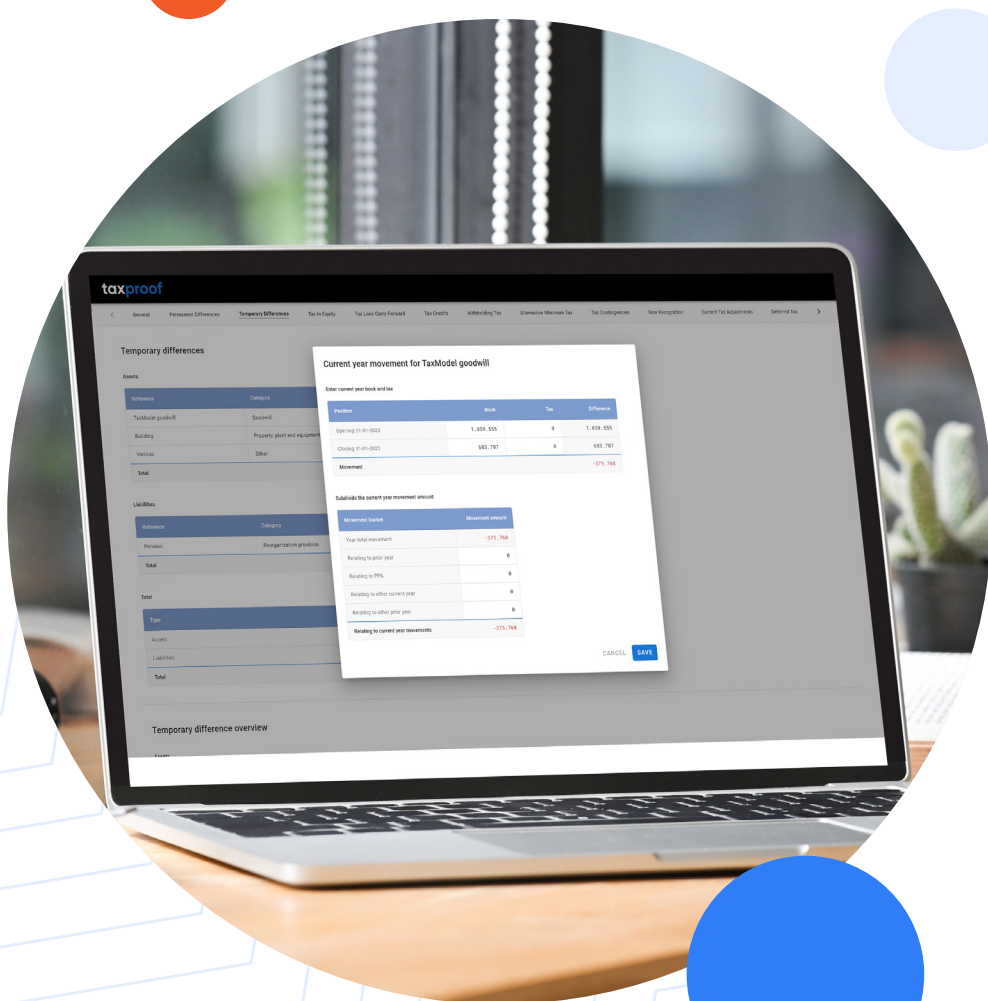 taxproof
General Permanent Differences Temporary Differences Tax to Equity Tax Loss Carry Forward Tax Credits Withholding Tax Alternative Minimum Tax Tax Contingencies Non Recognition Current Tax Adjustments Deferred Tax
Temporary differences
Assets
Reference Category
TaxModel goodwill Goodwill
Building Property, plant and equipment
Various Other
Total
Liabilities
Reference Category
Pension Reorganization provision
Total
Total
Type
Assets
Liabilities
Total
Temporary difference overview
Assets
Current year movement for TaxModel goodwill
Enter current year book and tax
Position Book Tax Difference
Opening 01-01-2022 1.059.555 0 1.059.555
Closing 31-01-2022 683.787 0 683.787
Movement -375.768
Subdivide the current year movement amount
Movement bucket Movement amount
Year total movement -375.768
Relating to prior year 0
Relating to PPA 0
Relating to other current year 0
Relating to other prior year 0
Relating to current year movements -375.768
CANCEL SAVE